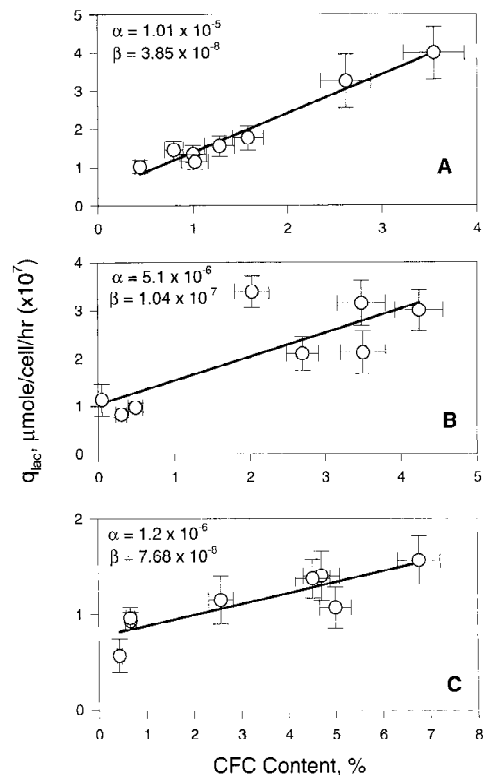 5
α = 1.01 x 10⁻⁵
β = 3.85 x 10⁻⁸
4
3
2
1
0
A
0 1 2 3 4
4
α = 5.1 x 10⁻⁶
β = 1.04 x 10⁷
3
2
1
0
B
0 1 2 3 4 5
2
α = 1.2 x 10⁻⁶
β ÷ 7.68 x 10⁻⁸
1
0
C
0 1 2 3 4 5 6 7 8
qlac, μmole/cell/hr (x10⁷)
CFC Content, %